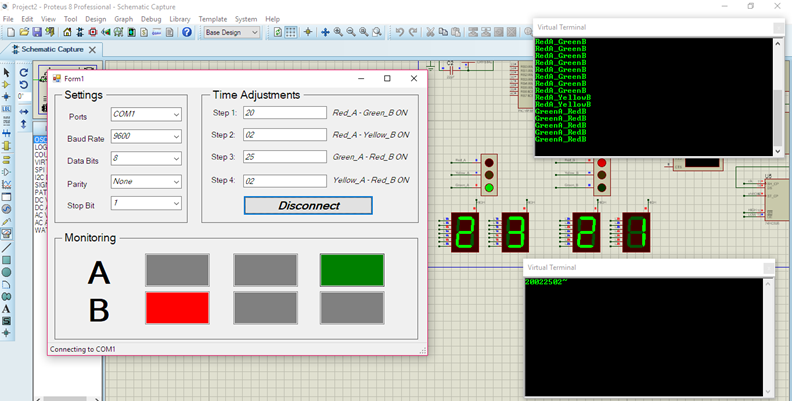 Project2 - Proteus 8 Professional - Schematic Capture
File Edit View Tool Design Graph Debug Library Template System Help
Base Design
Schematic Capture
Form1
Settings
Ports COM1
Baud Rate 9600
Data Bits 8
Parity None
Stop Bit 1
Time Adjustments
Step 1: 20 Red_A - Green_B ON
Step 2: 02 Red_A - Yellow_B ON
Step 3: 25 Green_A - Red_B ON
Step 4: 02 Yellow_A - Red_B ON
Disconnect
Monitoring
A
B
Connecting to COM1
Virtual Terminal
RedA_GreenB
RedA_GreenB
RedA_GreenB
RedA_GreenB
RedA_GreenB
RedA_GreenB
RedA_GreenB
RedA_GreenB
RedA_YellowB
RedA_YellowB
GreenA_RedB
GreenA_RedB
GreenA_RedB
GreenA_RedB
2 3 2 1
Virtual Terminal
20022502~